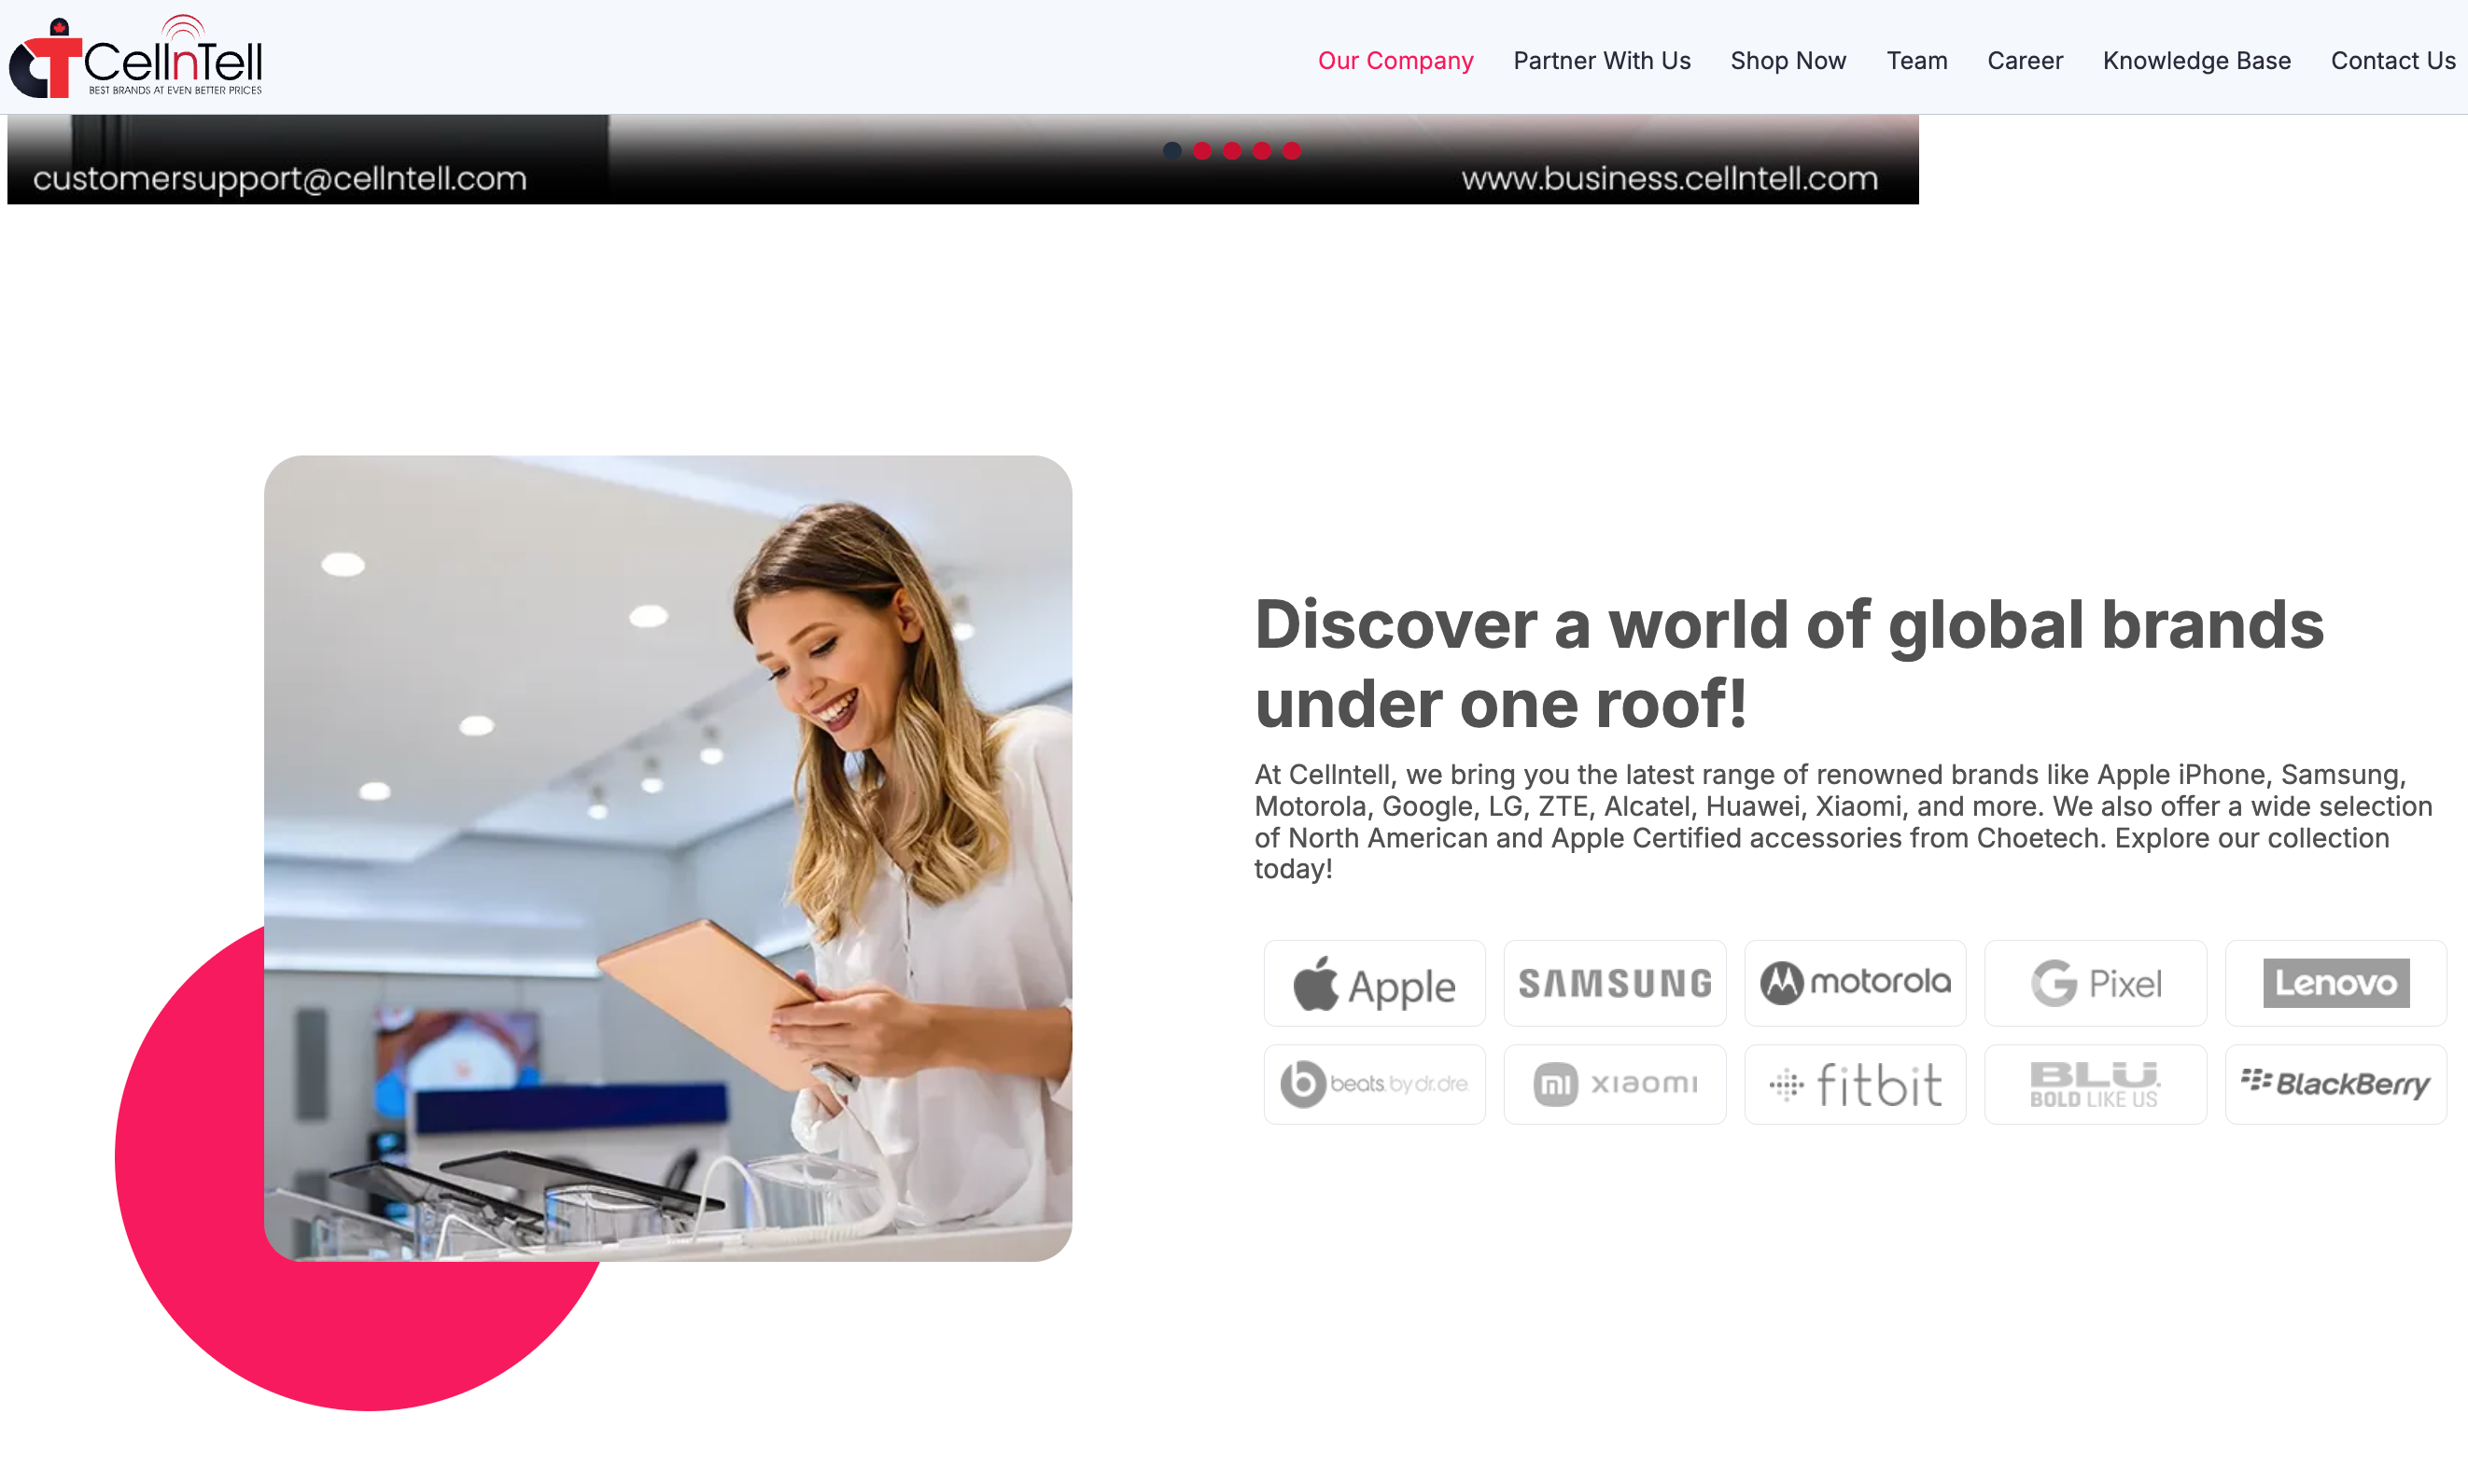 CellnTell
BEST BRANDS AT EVEN BETTER PRICES
Our Company
Partner With Us
Shop Now
Team
Career
Knowledge Base
Contact Us
customersupport@cellntell.com
www.business.cellntell.com
Discover a world of global brands
under one roof!
At Cellntell, we bring you the latest range of renowned brands like Apple iPhone, Samsung,
Motorola, Google, LG, ZTE, Alcatel, Huawei, Xiaomi, and more. We also offer a wide selection
of North American and Apple Certified accessories from Choetech. Explore our collection
today!
Apple
SAMSUNG
motorola
G Pixel
Lenovo
b beats by dr.dre
mi xiaomi
fitbit
BLU
BOLD LIKE US
BlackBerry